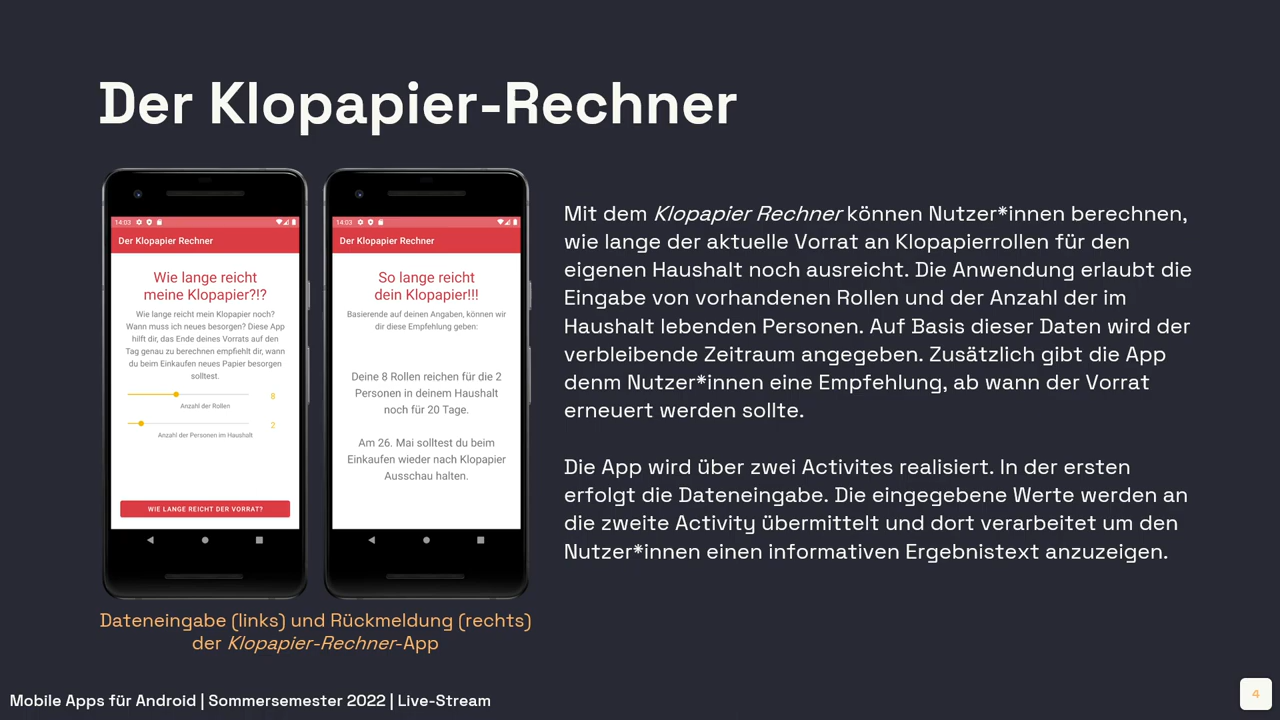 Der Klopapier-Rechner
14:03
Der Klopapier Rechner
Wie lange reicht
meine Klopapier?!?
Wie lange reicht mein Klopapier noch?
Wann muss ich neues besorgen? Diese App
hilft dir, das Ende deines Vorrats auf den
Tag genau zu berechnen empfiehlt dir, wann
du beim Einkaufen neues Papier besorgen
solltest.
8
Anzahl der Rollen
2
Anzahl der Personen im Haushalt
WIE LANGE REICHT DER VORRAT?
14:03
Der Klopapier Rechner
So lange reicht
dein Klopapier!!!
Basierende auf deinen Angaben, können wir
dir diese Empfehlung geben:
Deine 8 Rollen reichen für die 2
Personen in deinem Haushalt
noch für 20 Tage.
Am 26. Mai solltest du beim
Einkaufen wieder nach Klopapier
Ausschau halten.
Dateneingabe (links) und Rückmeldung (rechts)
der Klopapier-Rechner-App
Mit dem Klopapier Rechner können Nutzer*innen berechnen,
wie lange der aktuelle Vorrat an Klopapierrollen für den
eigenen Haushalt noch ausreicht. Die Anwendung erlaubt die
Eingabe von vorhandenen Rollen und der Anzahl der im
Haushalt lebenden Personen. Auf Basis dieser Daten wird der
verbleibende Zeitraum angegeben. Zusätzlich gibt die App
denm Nutzer*innen eine Empfehlung, ab wann der Vorrat
erneuert werden sollte.
Die App wird über zwei Activites realisiert. In der ersten
erfolgt die Dateneingabe. Die eingegebene Werte werden an
die zweite Activity übermittelt und dort verarbeitet um den
Nutzer*innen einen informativen Ergebnistext anzuzeigen.
Mobile Apps für Android | Sommersemester 2022 | Live-Stream
4